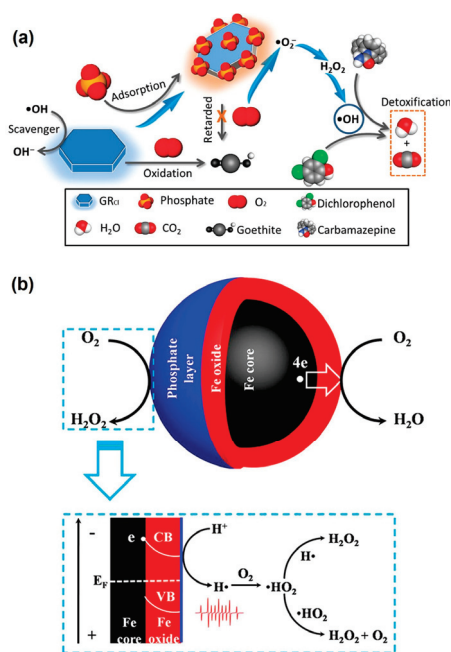 (a)
•O₂⁻
H₂O₂
•OH
Adsorption
Retarded
•OH
Scavenger
OH⁻
Oxidation
Detoxification
+
GRCl Phosphate O₂ Dichlorophenol
H₂O CO₂ Goethite Carbamazepine
(b)
O₂
H₂O₂
Phosphate
layer
Fe oxide
Fe core
4e
O₂
H₂O
-
e
CB
H⁺
H₂O₂
H•
EF
H•
O₂
•HO₂
VB
•HO₂
+
Fe
core
Fe
oxide
H₂O₂ + O₂